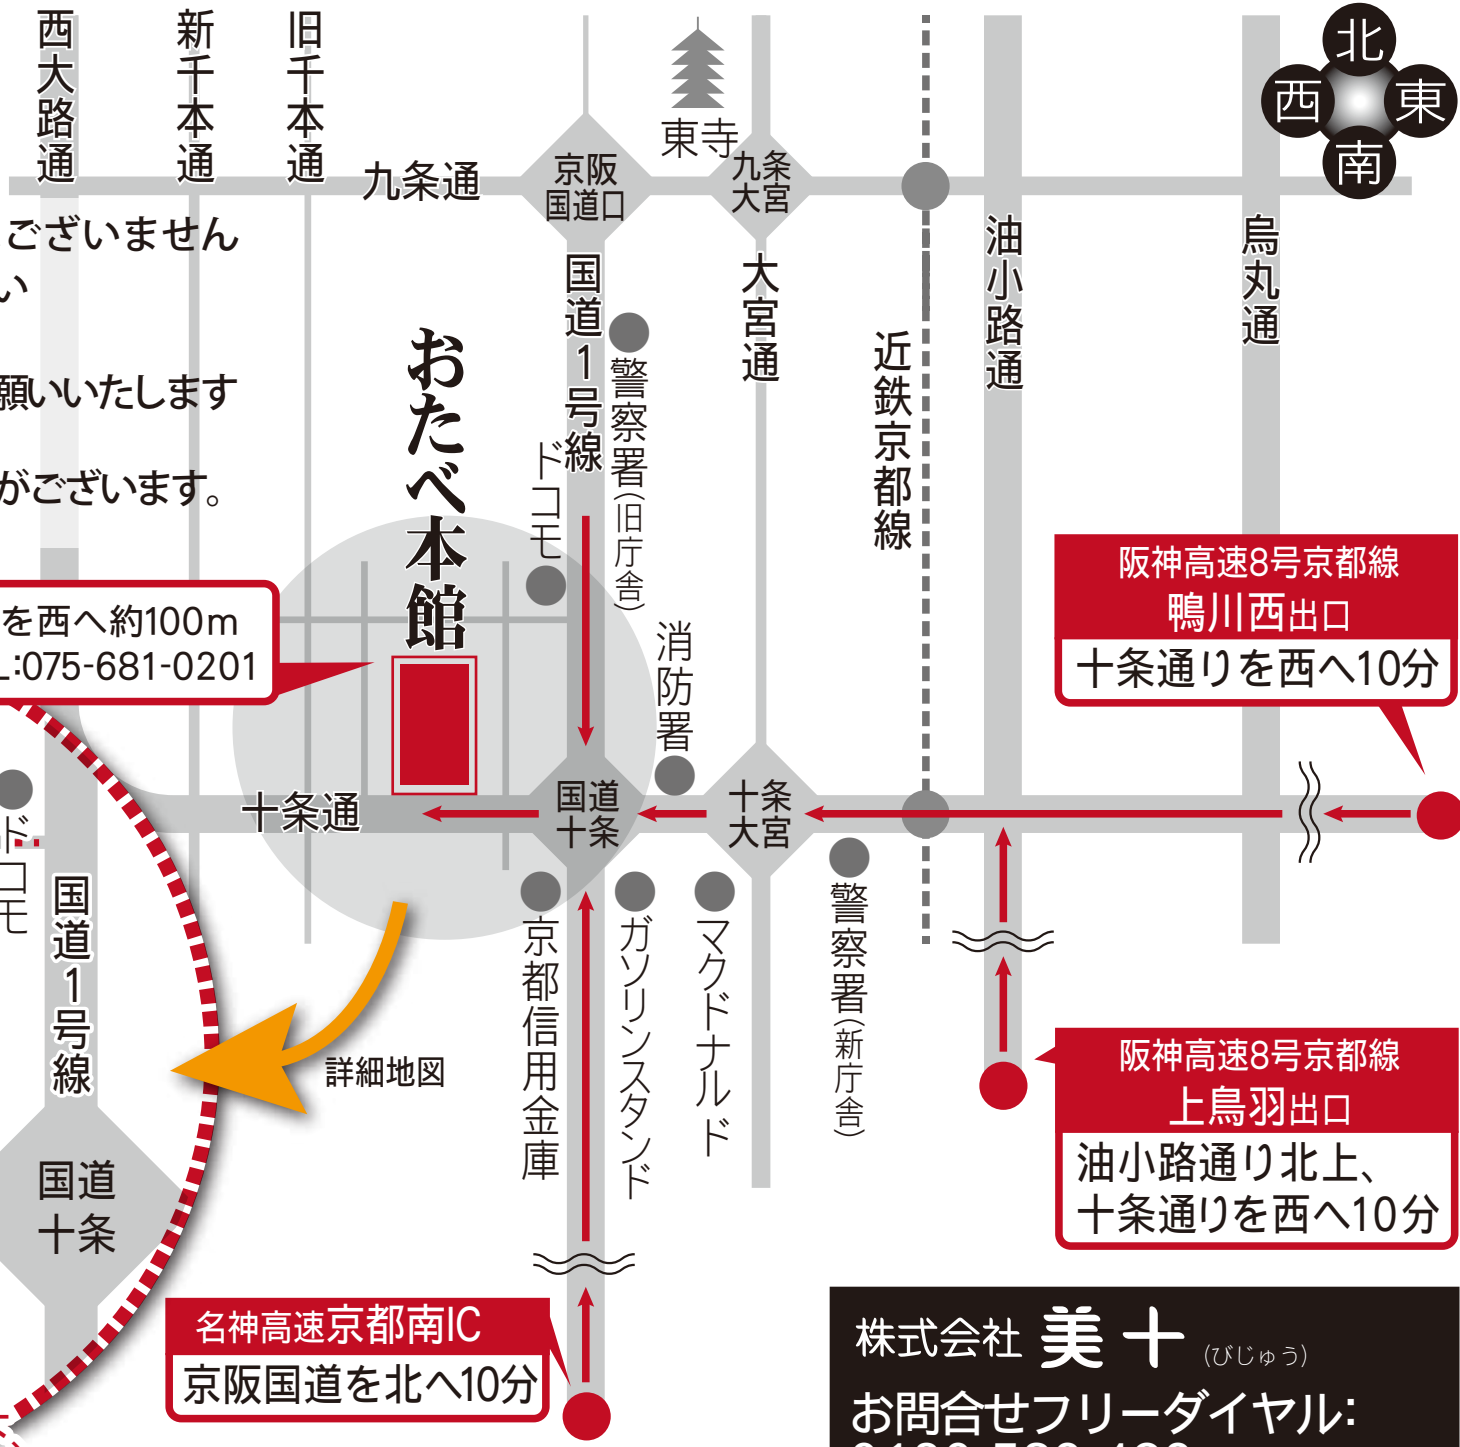 西大路通
新千本通
旧千本通
東寺
北
西
東
南
九条通
京阪
国道口
九条
大宮
ございません
い
願いいたします
がございます。
国道1号線
大宮通
油小路通
烏丸通
近鉄京都線
おたべ本館
ドコモ
警察署(旧庁舎)
消防署
阪神高速8号京都線
鴨川西出口
十条通りを西へ10分
を西へ約100m
L:075-681-0201
十条通
国道
十条
十条
大宮
ドコモ
国道1号線
国道
十条
詳細地図
京都信用金庫
ガソリンスタンド
マクドナルド
警察署(新庁舎)
阪神高速8号京都線
上鳥羽出口
油小路通り北上、
十条通りを西へ10分
名神高速京都南IC
京阪国道を北へ10分
株式会社 美十 (びじゅう)
お問合せフリーダイヤル: